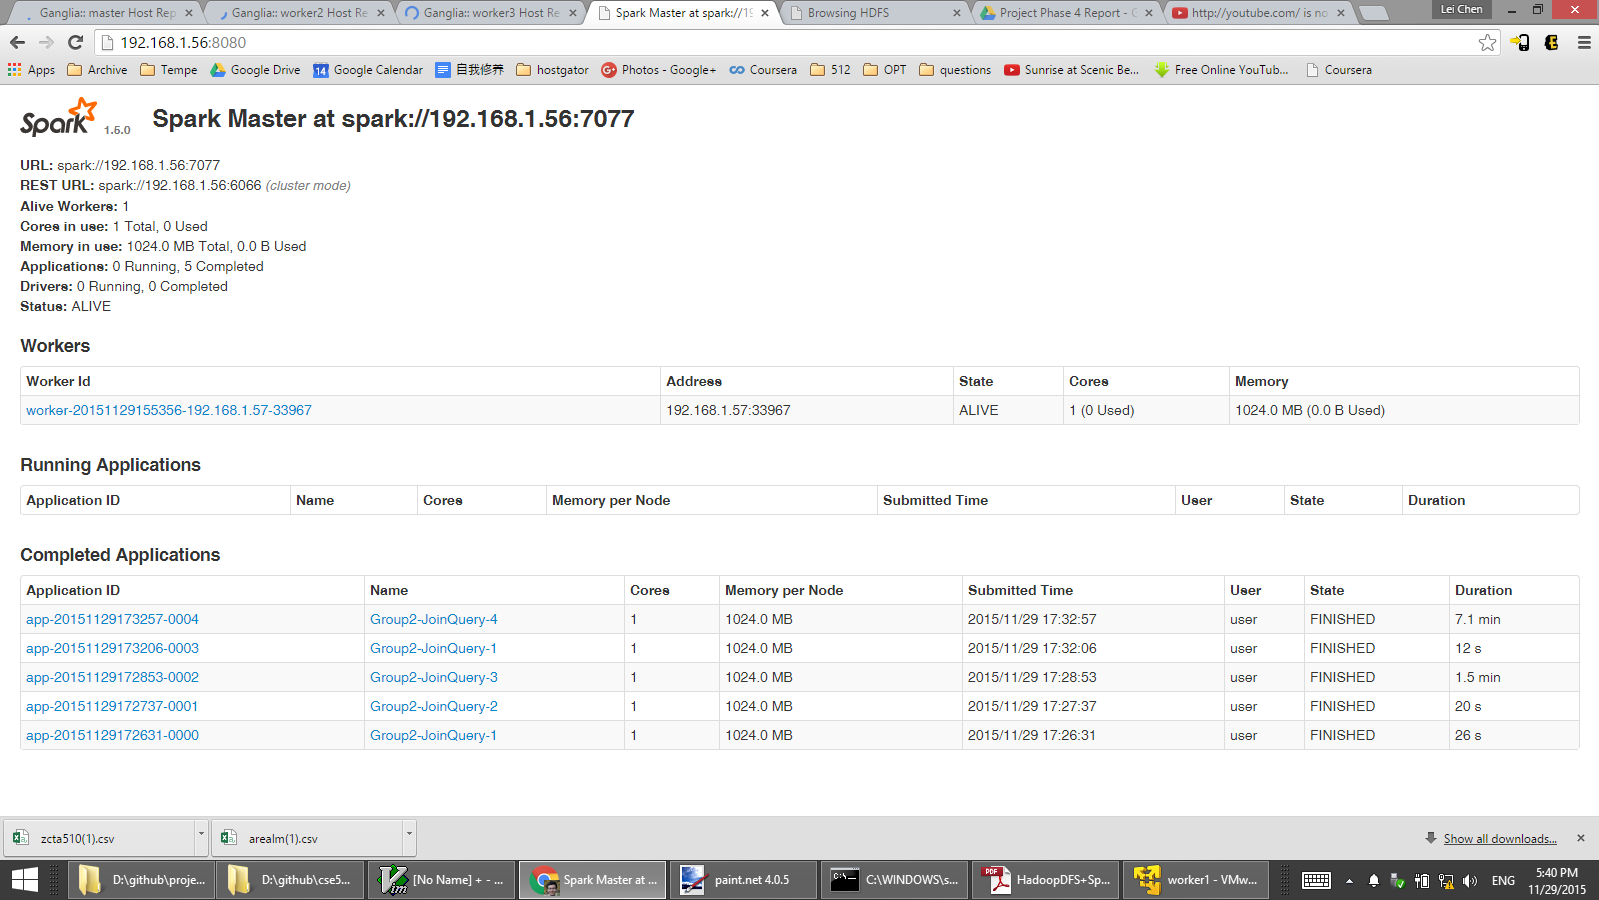 Ganglia:: master Host Rep
Ganglia:: worker2 Host Re
Ganglia:: worker3 Host Re
Spark Master at spark://19
Browsing HDFS
Project Phase 4 Report - G
http://youtube.com/ is no
Lei Chen
192.168.1.56:8080
Apps Archive Tempe Google Drive 14 Google Calendar 自我修养 hostgator Photos - Google+ Coursera 512 OPT questions Sunrise at Scenic Be... Free Online YouTub... Coursera
Spark 1.5.0 Spark Master at spark://192.168.1.56:7077
URL: spark://192.168.1.56:7077
REST URL: spark://192.168.1.56:6066 (cluster mode)
Alive Workers: 1
Cores in use: 1 Total, 0 Used
Memory in use: 1024.0 MB Total, 0.0 B Used
Applications: 0 Running, 5 Completed
Drivers: 0 Running, 0 Completed
Status: ALIVE
Workers
Worker Id Address State Cores Memory
worker-20151129155356-192.168.1.57-33967 192.168.1.57:33967 ALIVE 1 (0 Used) 1024.0 MB (0.0 B Used)
Running Applications
Application ID Name Cores Memory per Node Submitted Time User State Duration
Completed Applications
Application ID Name Cores Memory per Node Submitted Time User State Duration
app-20151129173257-0004 Group2-JoinQuery-4 1 1024.0 MB 2015/11/29 17:32:57 user FINISHED 7.1 min
app-20151129173206-0003 Group2-JoinQuery-1 1 1024.0 MB 2015/11/29 17:32:06 user FINISHED 12 s
app-20151129172853-0002 Group2-JoinQuery-3 1 1024.0 MB 2015/11/29 17:28:53 user FINISHED 1.5 min
app-20151129172737-0001 Group2-JoinQuery-2 1 1024.0 MB 2015/11/29 17:27:37 user FINISHED 20 s
app-20151129172631-0000 Group2-JoinQuery-1 1 1024.0 MB 2015/11/29 17:26:31 user FINISHED 26 s
zcta510(1).csv arealm(1).csv Show all downloads...
D:\github\proje... D:\github\cse5... Vim [No Name] + - ... Spark Master at ... paint.net 4.0.5 C:\WINDOWS\s... PDF HadoopDFS+Sp... worker1 - VMw... ENG 5:40 PM
11/29/2015